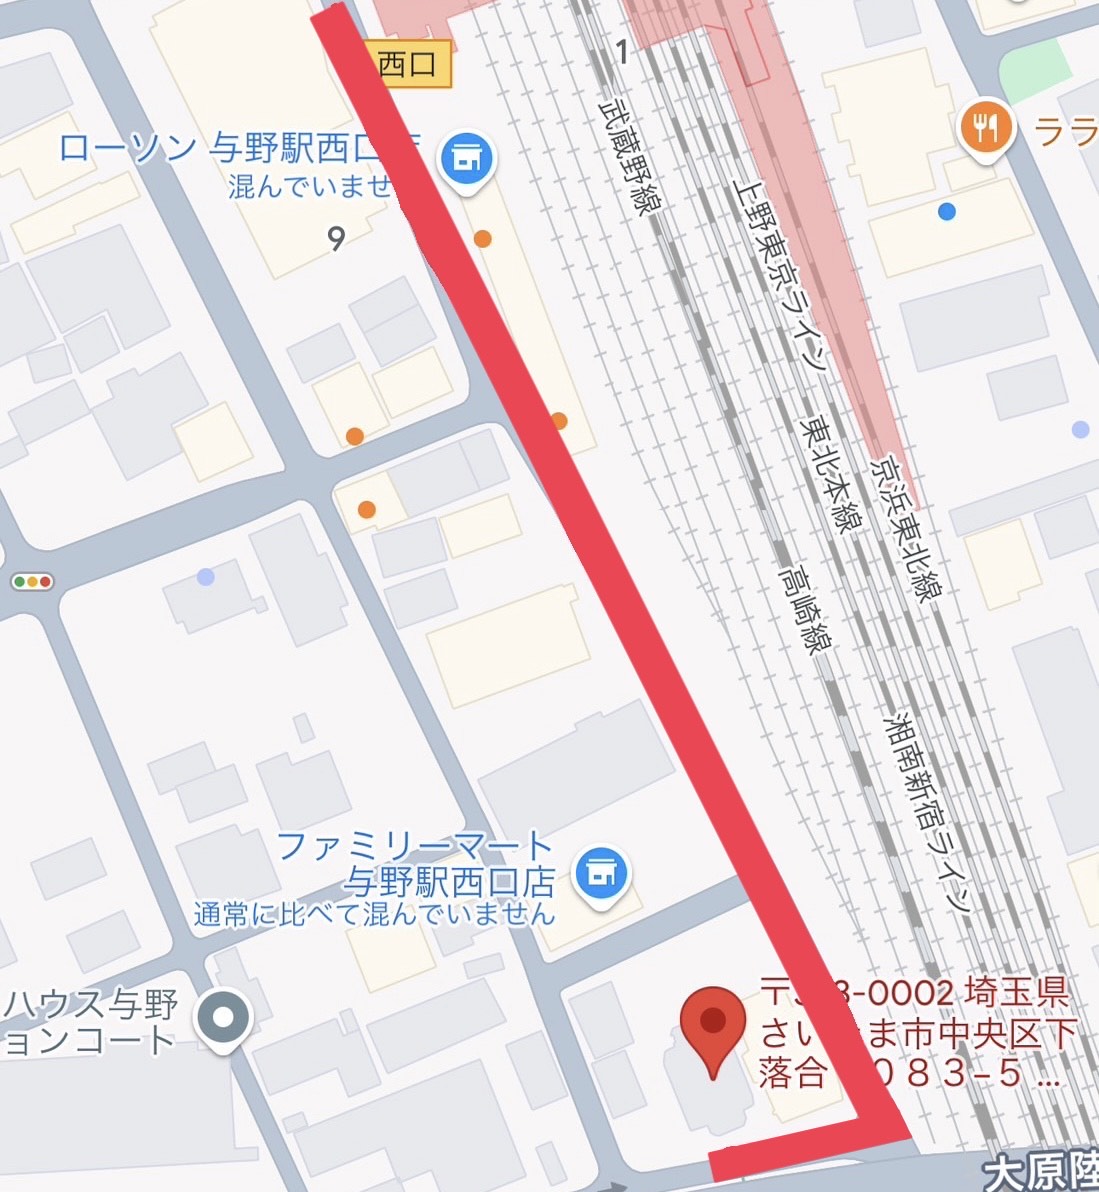 西口
1
ローソン 与野駅西口店
混んでいませ
9
武蔵野線
上野東京ライン
ララ
東北本線
京浜東北線
高崎線
湘南新宿ライン
ファミリーマート
与野駅西口店
通常に比べて混んでいません
ハウス与野
ョンコート
3-0002 埼玉県
さい ま市中央区下
落合 083−5 ...
大原陸